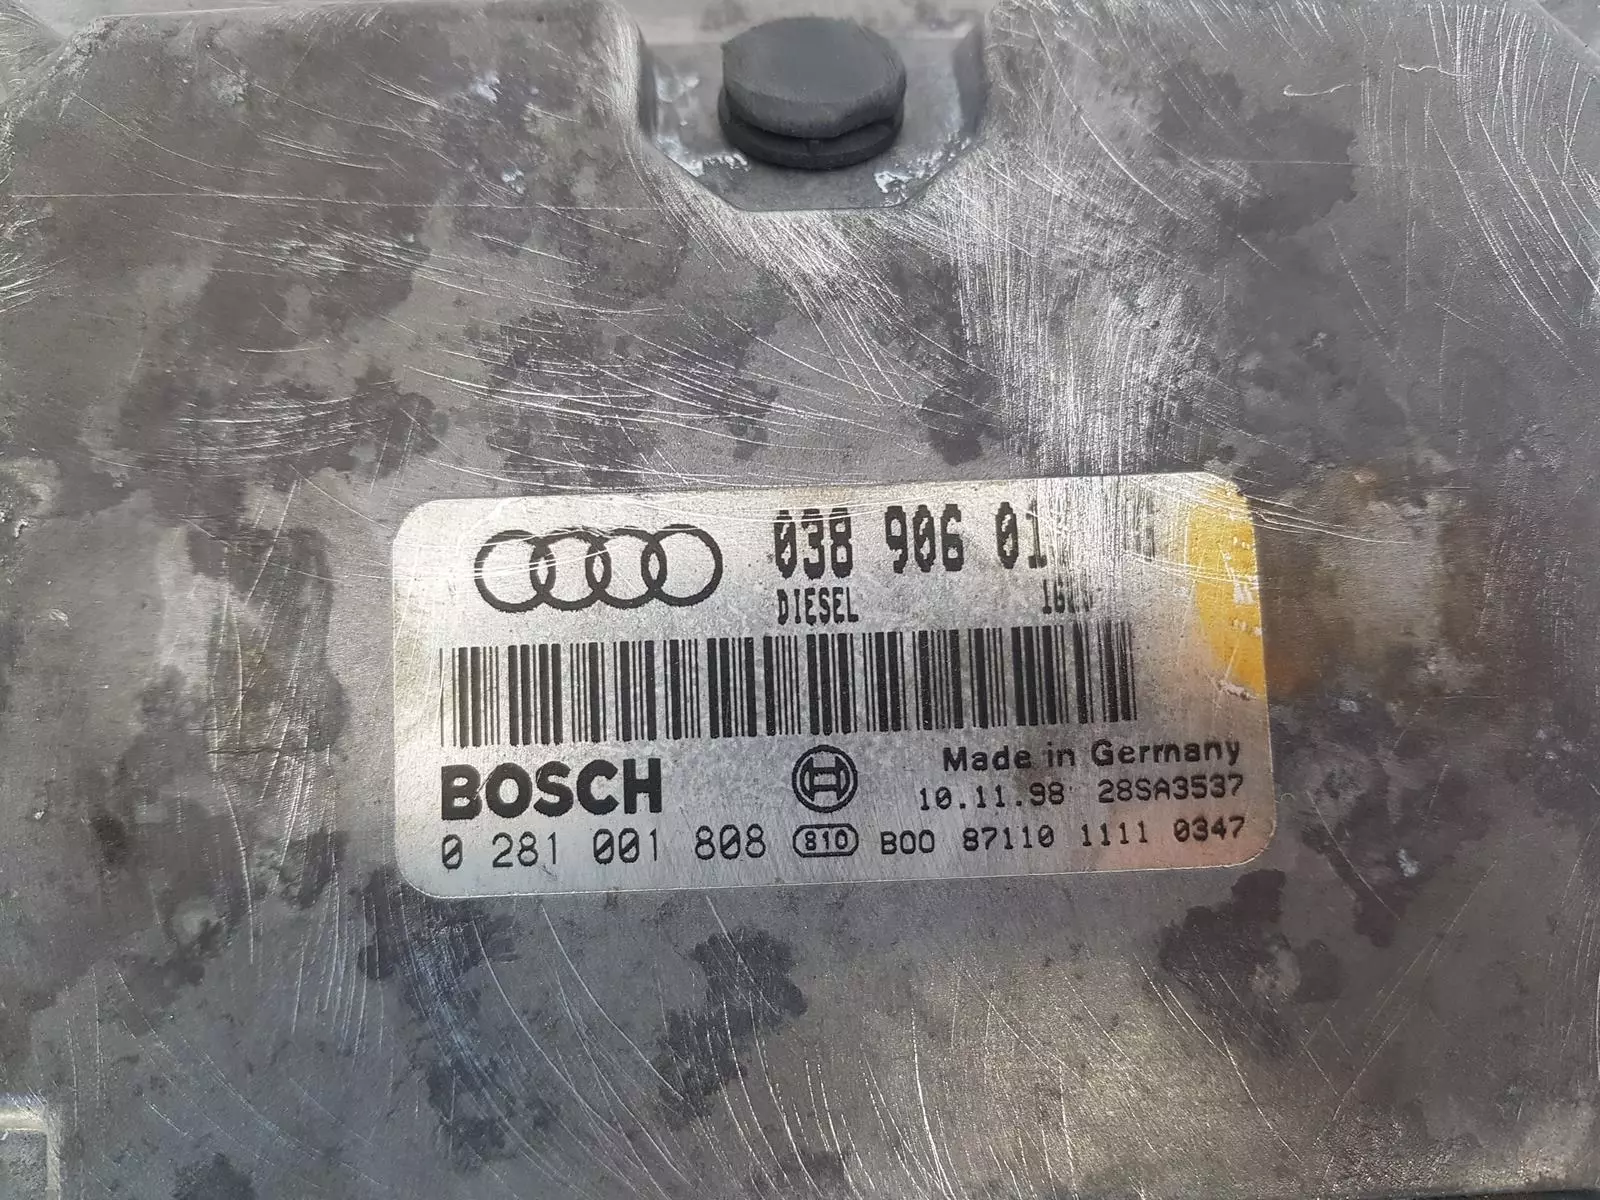 038 906 01
DIESEL
BOSCH
Made in Germany
10.11.98 28SA3537
0 281 001 808 810 B00 87110 1111 0347